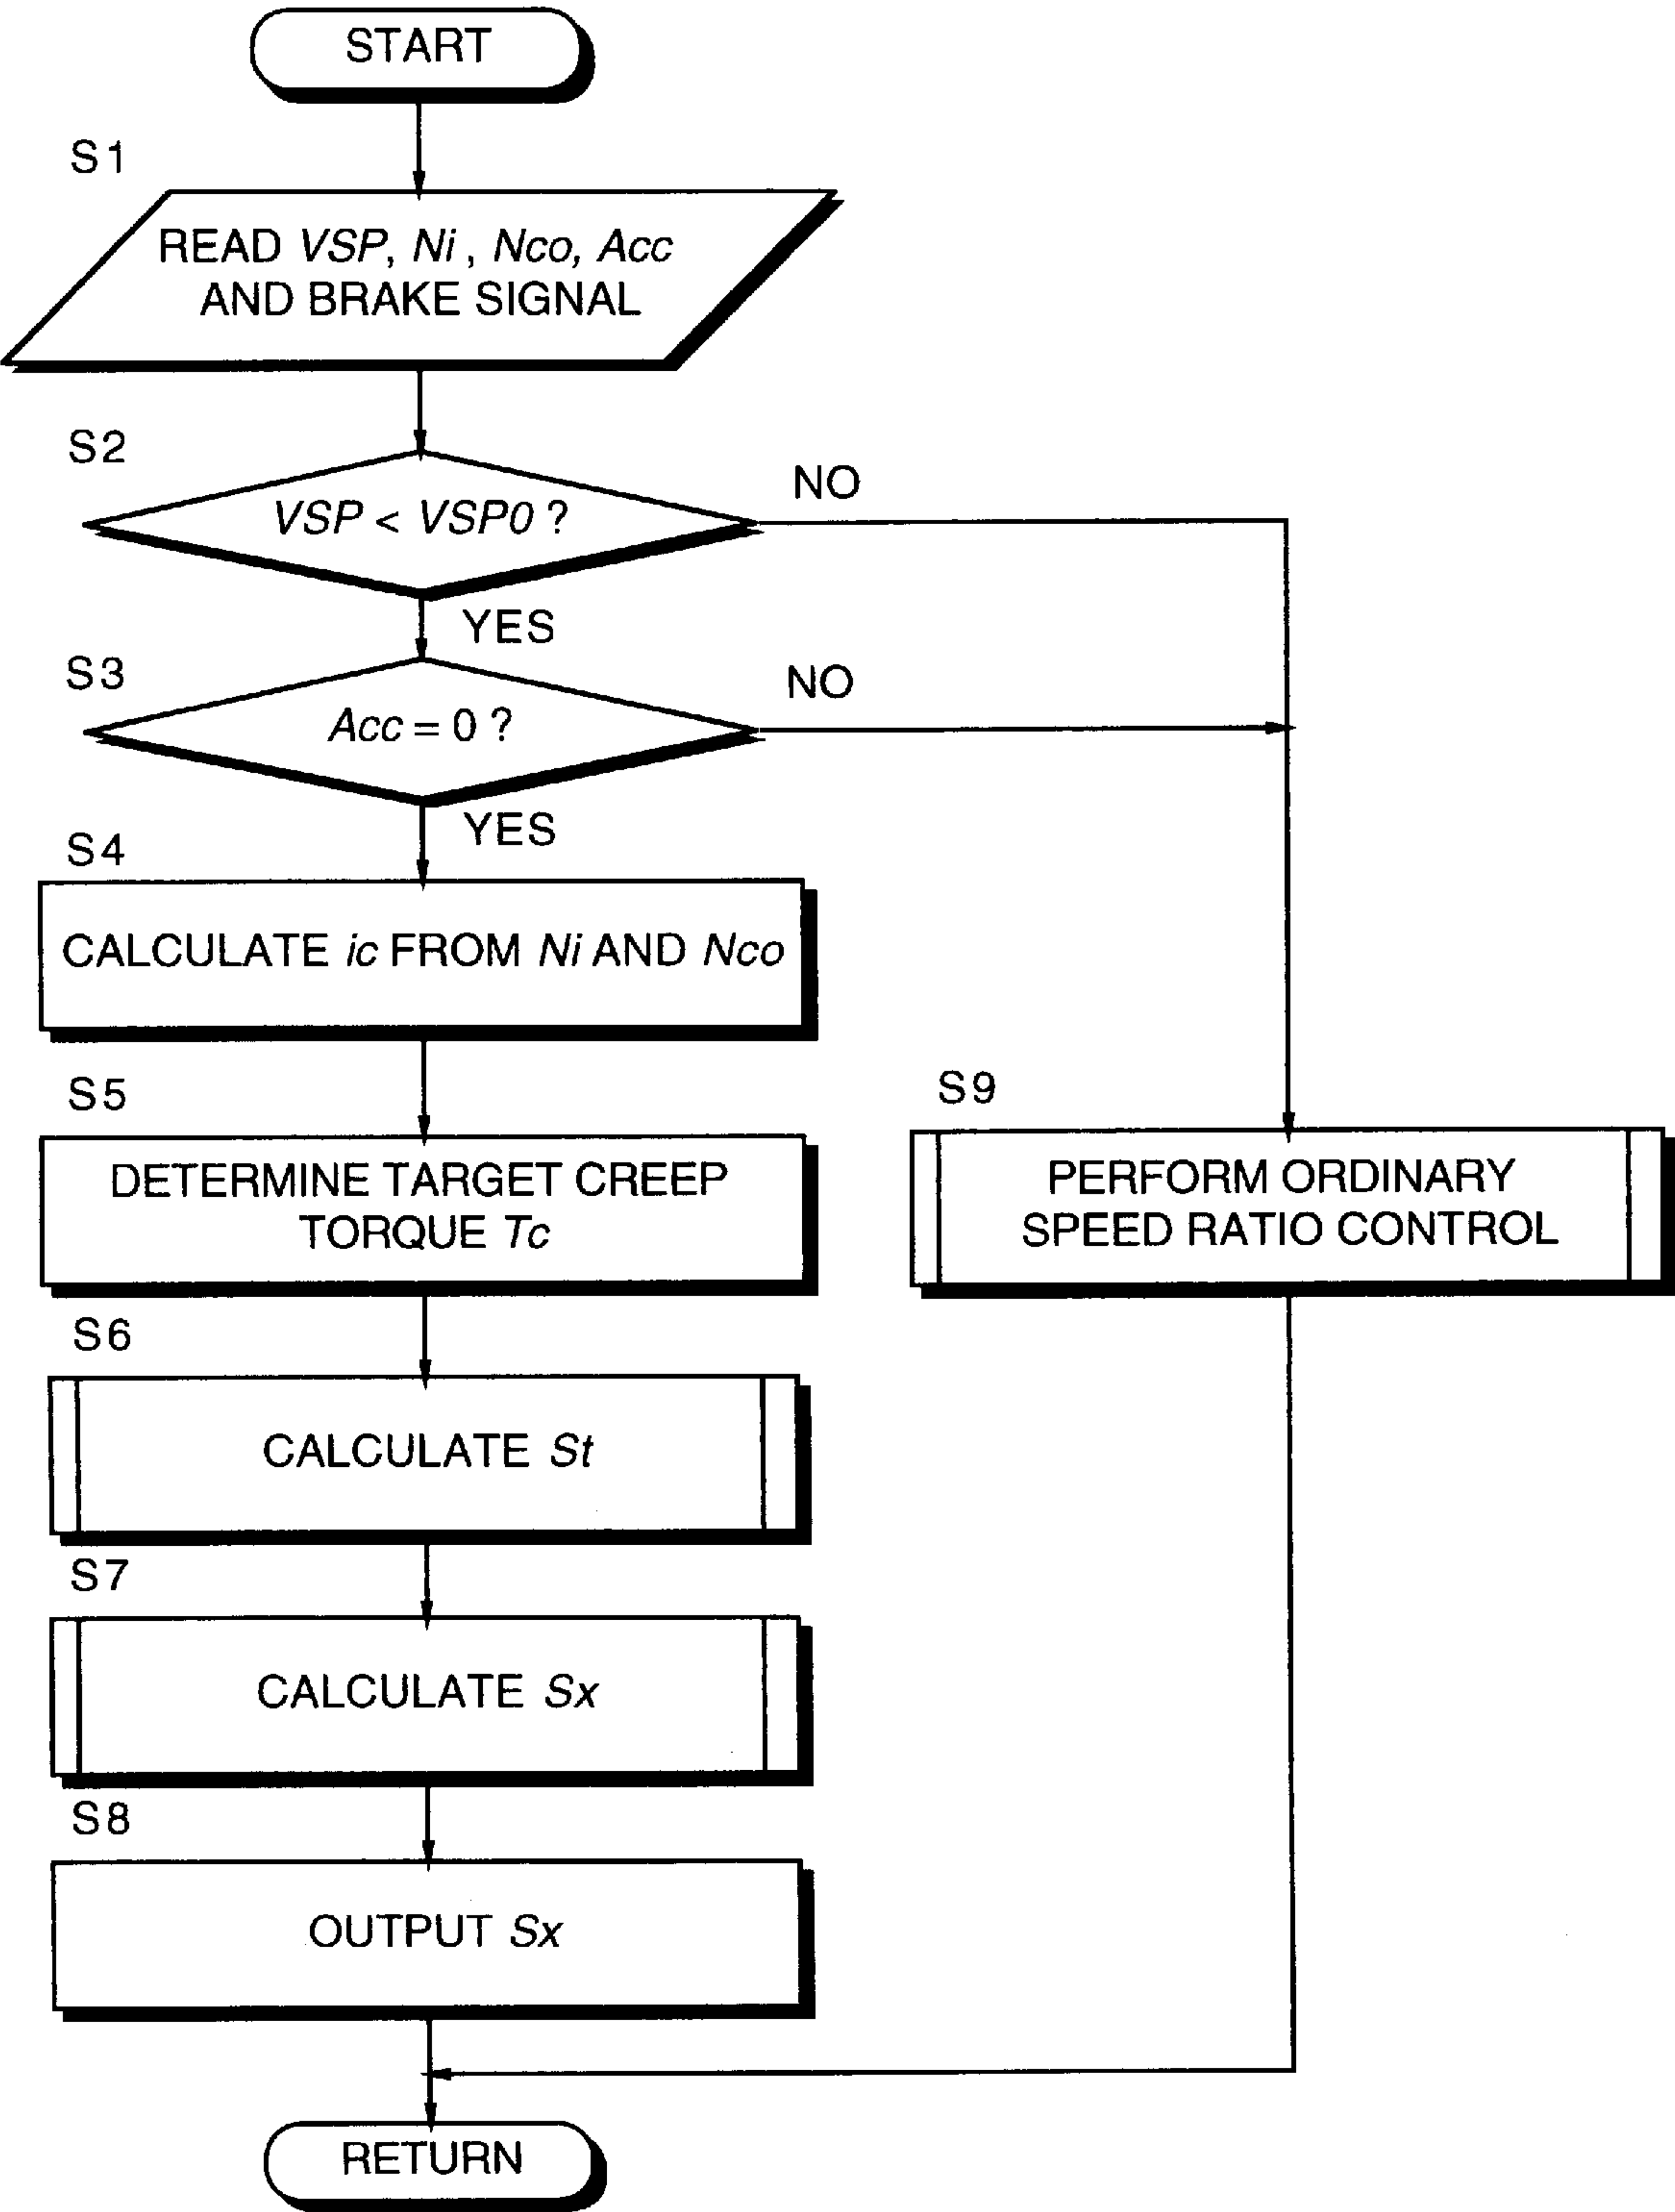 START
S1
READ VSP, Ni, Nco, Acc
AND BRAKE SIGNAL
S2
VSP < VSP0 ?
NO
YES
S3
Acc = 0 ?
NO
YES
S4
CALCULATE ic FROM Ni AND Nco
S5
DETERMINE TARGET CREEP
TORQUE Tc
S9
PERFORM ORDINARY
SPEED RATIO CONTROL
S6
CALCULATE St
S7
CALCULATE Sx
S8
OUTPUT Sx
RETURN